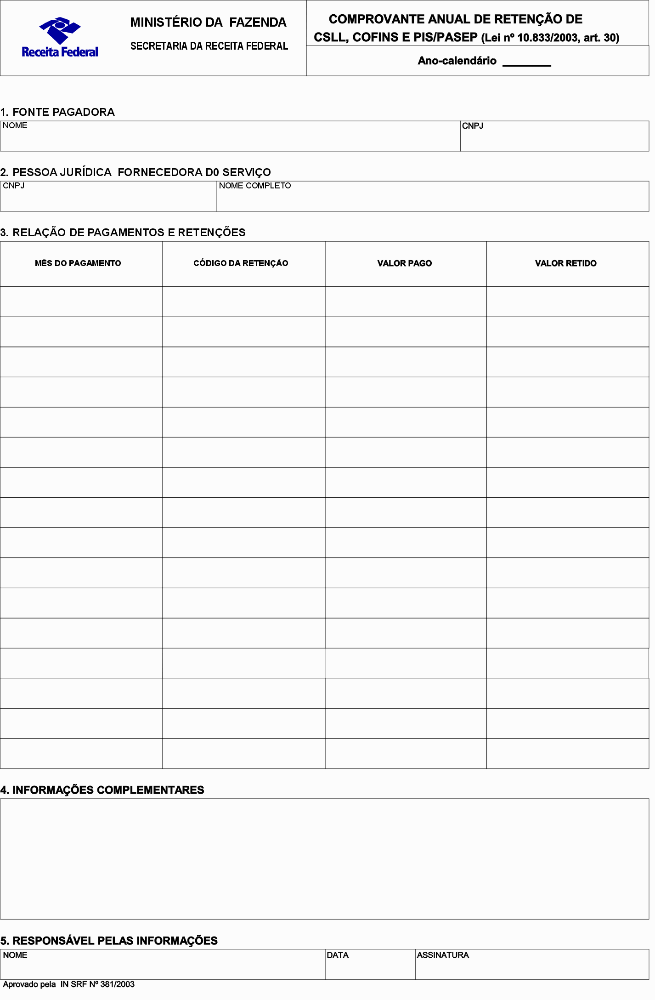 Receita Federal
MINISTÉRIO DA FAZENDA
SECRETARIA DA RECEITA FEDERAL
COMPROVANTE ANUAL DE RETENÇÃO DE
CSLL, COFINS E PIS/PASEP (Lei nº 10.833/2003, art. 30)
Ano-calendário ________
1. FONTE PAGADORA
NOME
CNPJ
2. PESSOA JURÍDICA FORNECEDORA D0 SERVIÇO
CNPJ
NOME COMPLETO
3. RELAÇÃO DE PAGAMENTOS E RETENÇÕES
MÊS DO PAGAMENTO
CÓDIGO DA RETENÇÃO
VALOR PAGO
VALOR RETIDO
4. INFORMAÇÕES COMPLEMENTARES
5. RESPONSÁVEL PELAS INFORMAÇÕES
NOME
DATA
ASSINATURA
Aprovado pela IN SRF Nº 381/2003